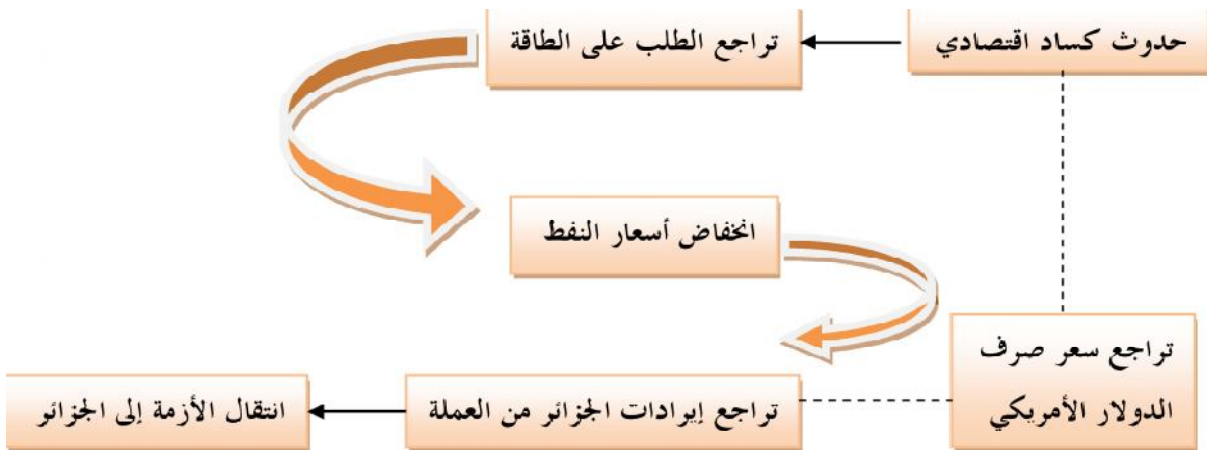 حدوث كساد اقتصادي
تراجع الطلب على الطاقة
انخفاض أسعار النفط
تراجع سعر صرف
الدولار الأمريكي
تراجع إيرادات الجزائر من العملة
انتقال الأزمة إلى الجزائر